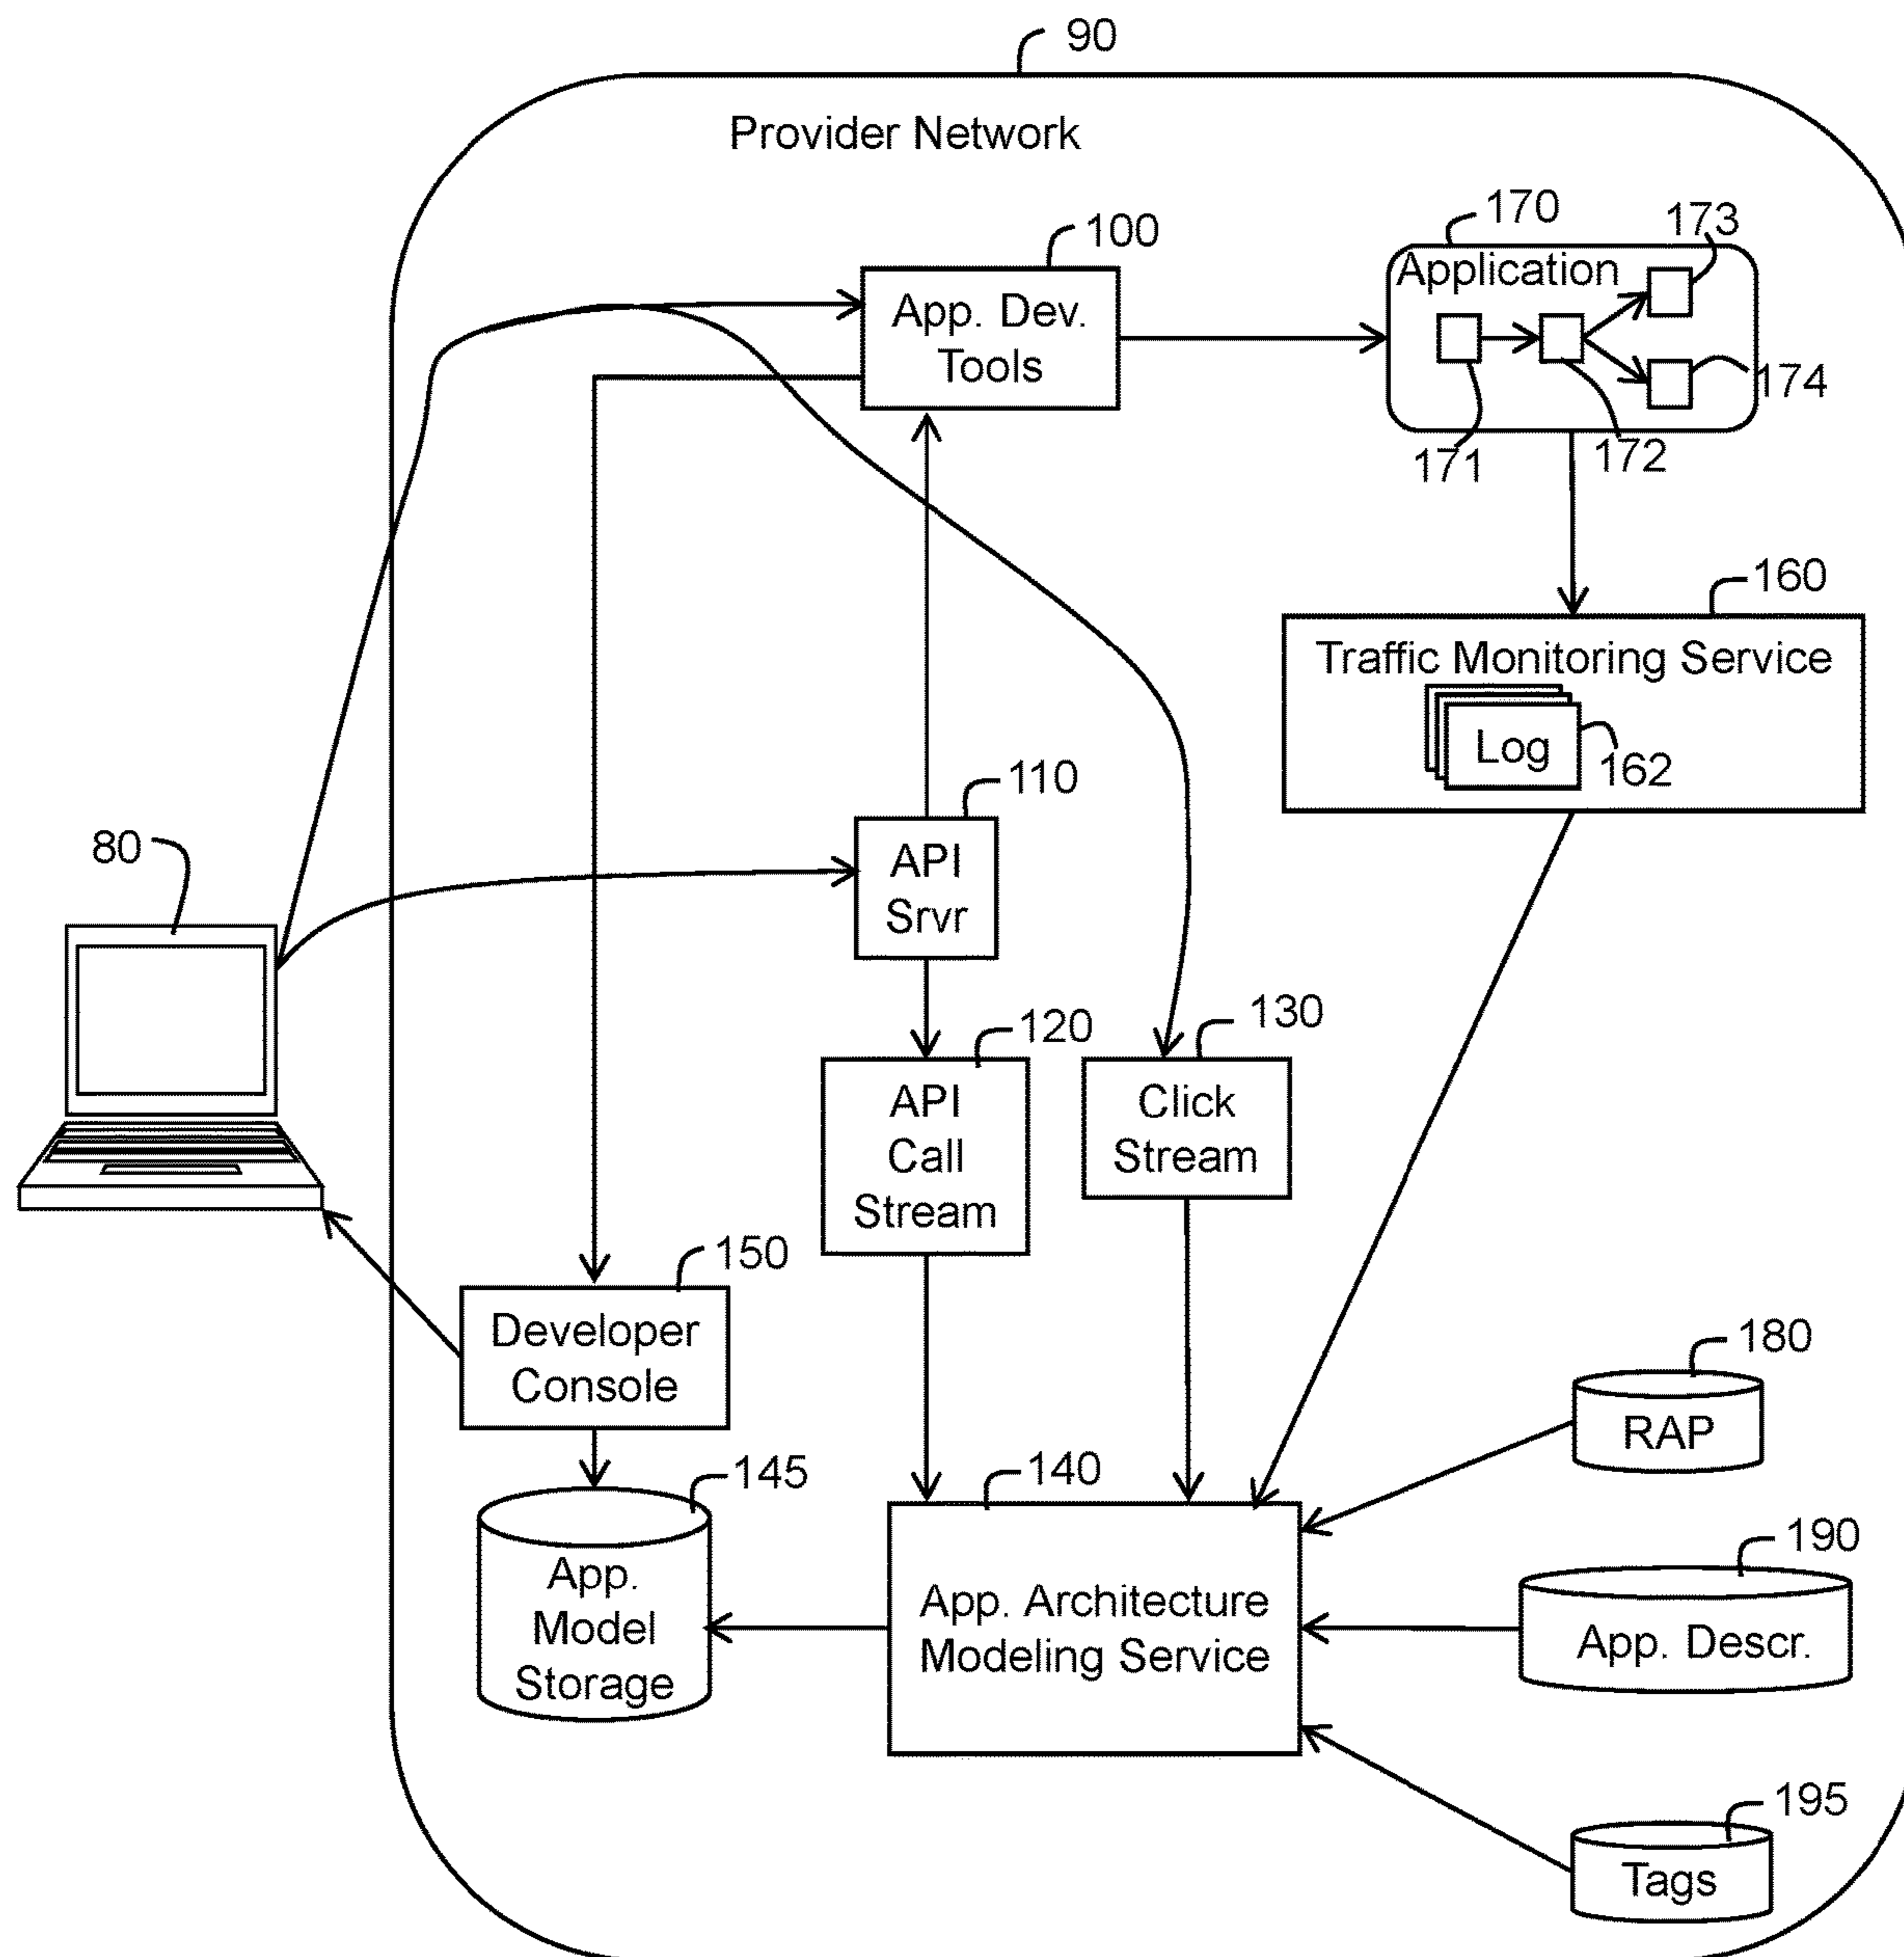 90
Provider Network
100
App. Dev.
Tools
170
173
Application
174
171
172
160
Traffic Monitoring Service
Log
162
110
API
Srvr
80
120
API
Call
Stream
130
Click
Stream
150
Developer
Console
180
RAP
145
App.
Model
Storage
140
App. Architecture
Modeling Service
190
App. Descr.
195
Tags